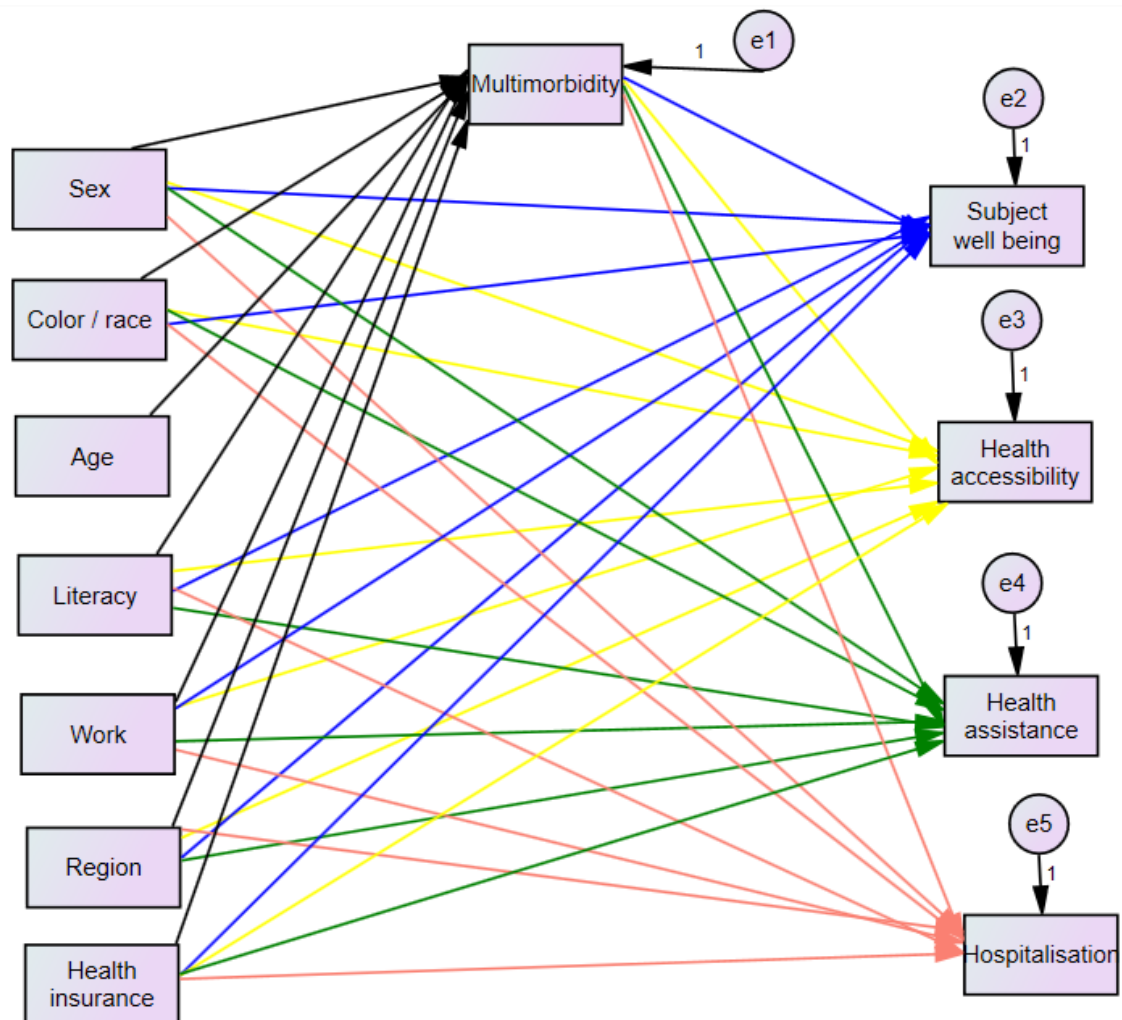 e1
1
Multimorbidity
e2
1
Sex
Subject
well being
Color / race
e3
1
Age
Health
accessibility
Literacy
e4
1
Work
Health
assistance
Region
e5
1
Health
insurance
Hospitalisation